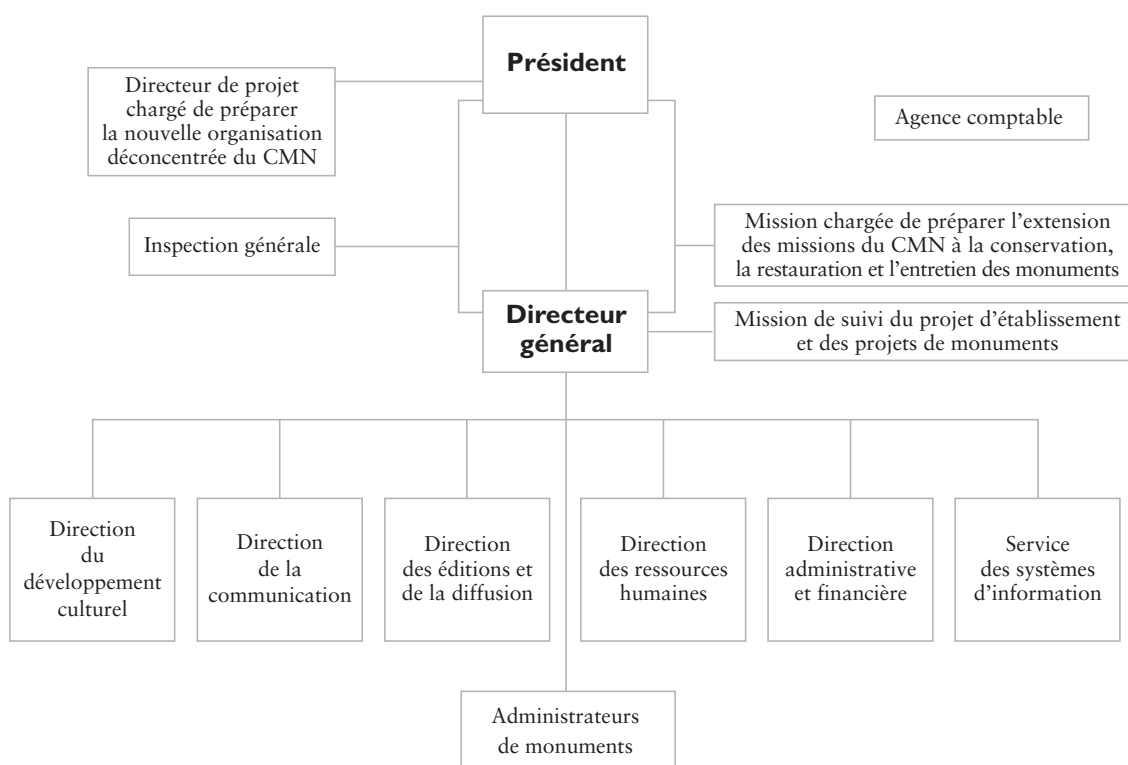 Président
Directeur de projet
chargé de préparer
la nouvelle organisation
déconcentrée du CMN
Agence comptable
Inspection générale
Mission chargée de préparer l’extension
des missions du CMN à la conservation,
la restauration et l’entretien des monuments
Directeur
général
Mission de suivi du projet d’établissement
et des projets de monuments
Direction
du
développement
culturel
Direction
de la
communication
Direction
des éditions et
de la diffusion
Direction
des ressources
humaines
Direction
administrative
et financière
Service
des systèmes
d’information
Administrateurs
de monuments